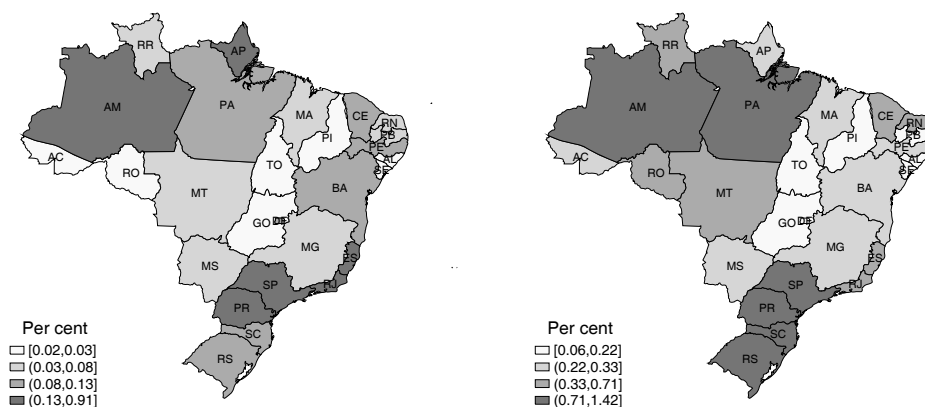 RR
AP
AM
PA
MA
CE
RN
PB
PI
PE
AC
AL
SE
TO
RO
BA
MT
GO
DF
MG
MS
ES
SP
RJ
PR
SC
RS
Per cent
[0.02,0.03]
(0.03,0.08]
(0.08,0.13]
(0.13,0.91]
RR
AP
AM
PA
MA
CE
RN
PB
PI
PE
AC
AL
SE
TO
RO
BA
MT
GO
DF
MG
MS
ES
SP
RJ
PR
SC
RS
Per cent
[0.06,0.22]
(0.22,0.33]
(0.33,0.71]
(0.71,1.42]